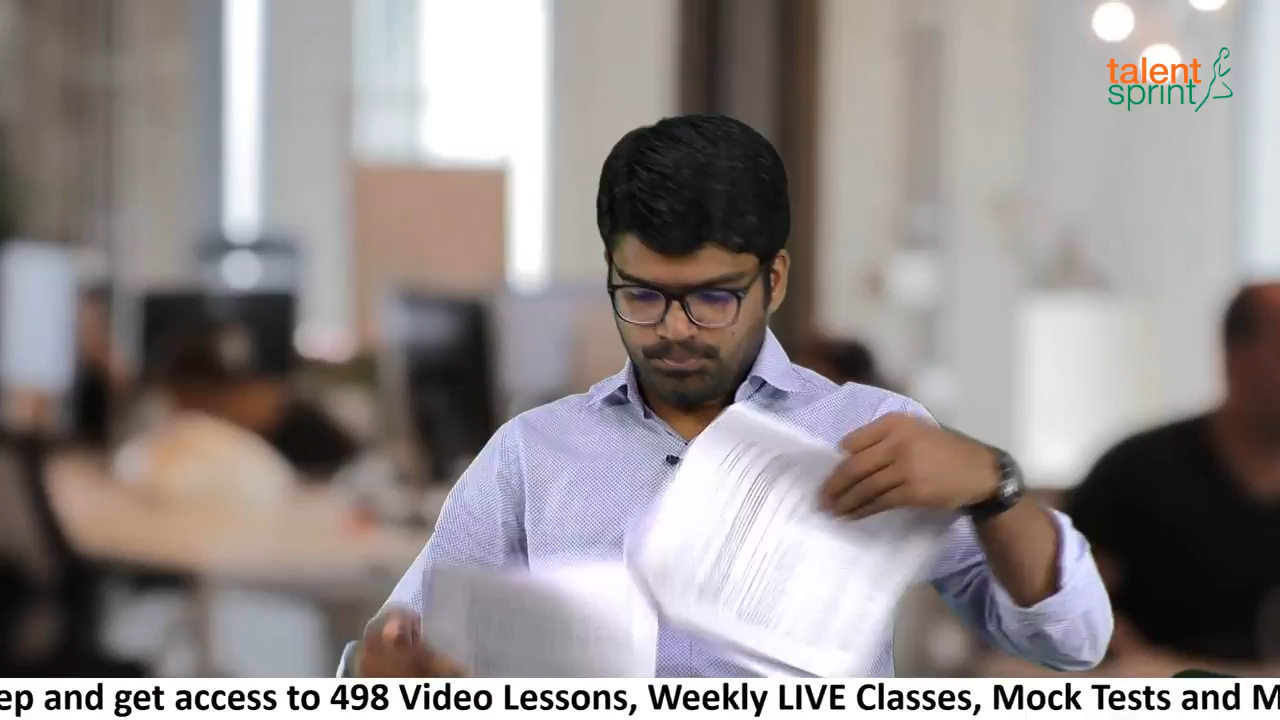 talent
sprint
ep and get access to 498 Video Lessons, Weekly LIVE Classes, Mock Tests and M